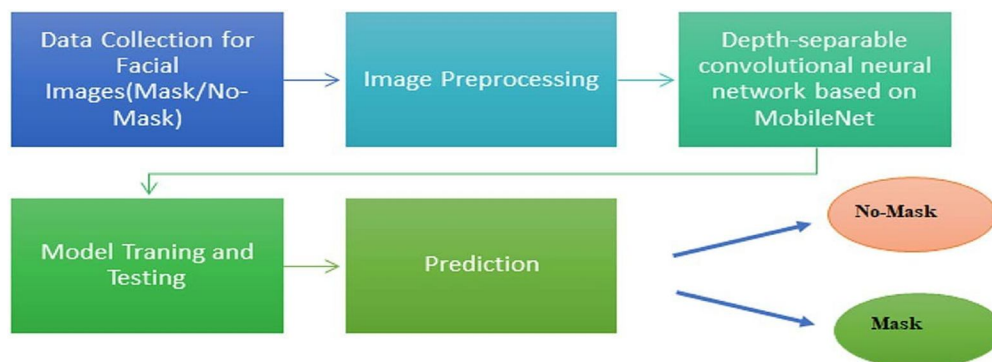 Data Collection for
Facial
Images(Mask/No-
Mask)
Image Preprocessing
Depth-separable
convolutional neural
network based on
MobileNet
Model Traning and
Testing
Prediction
No-Mask
Mask